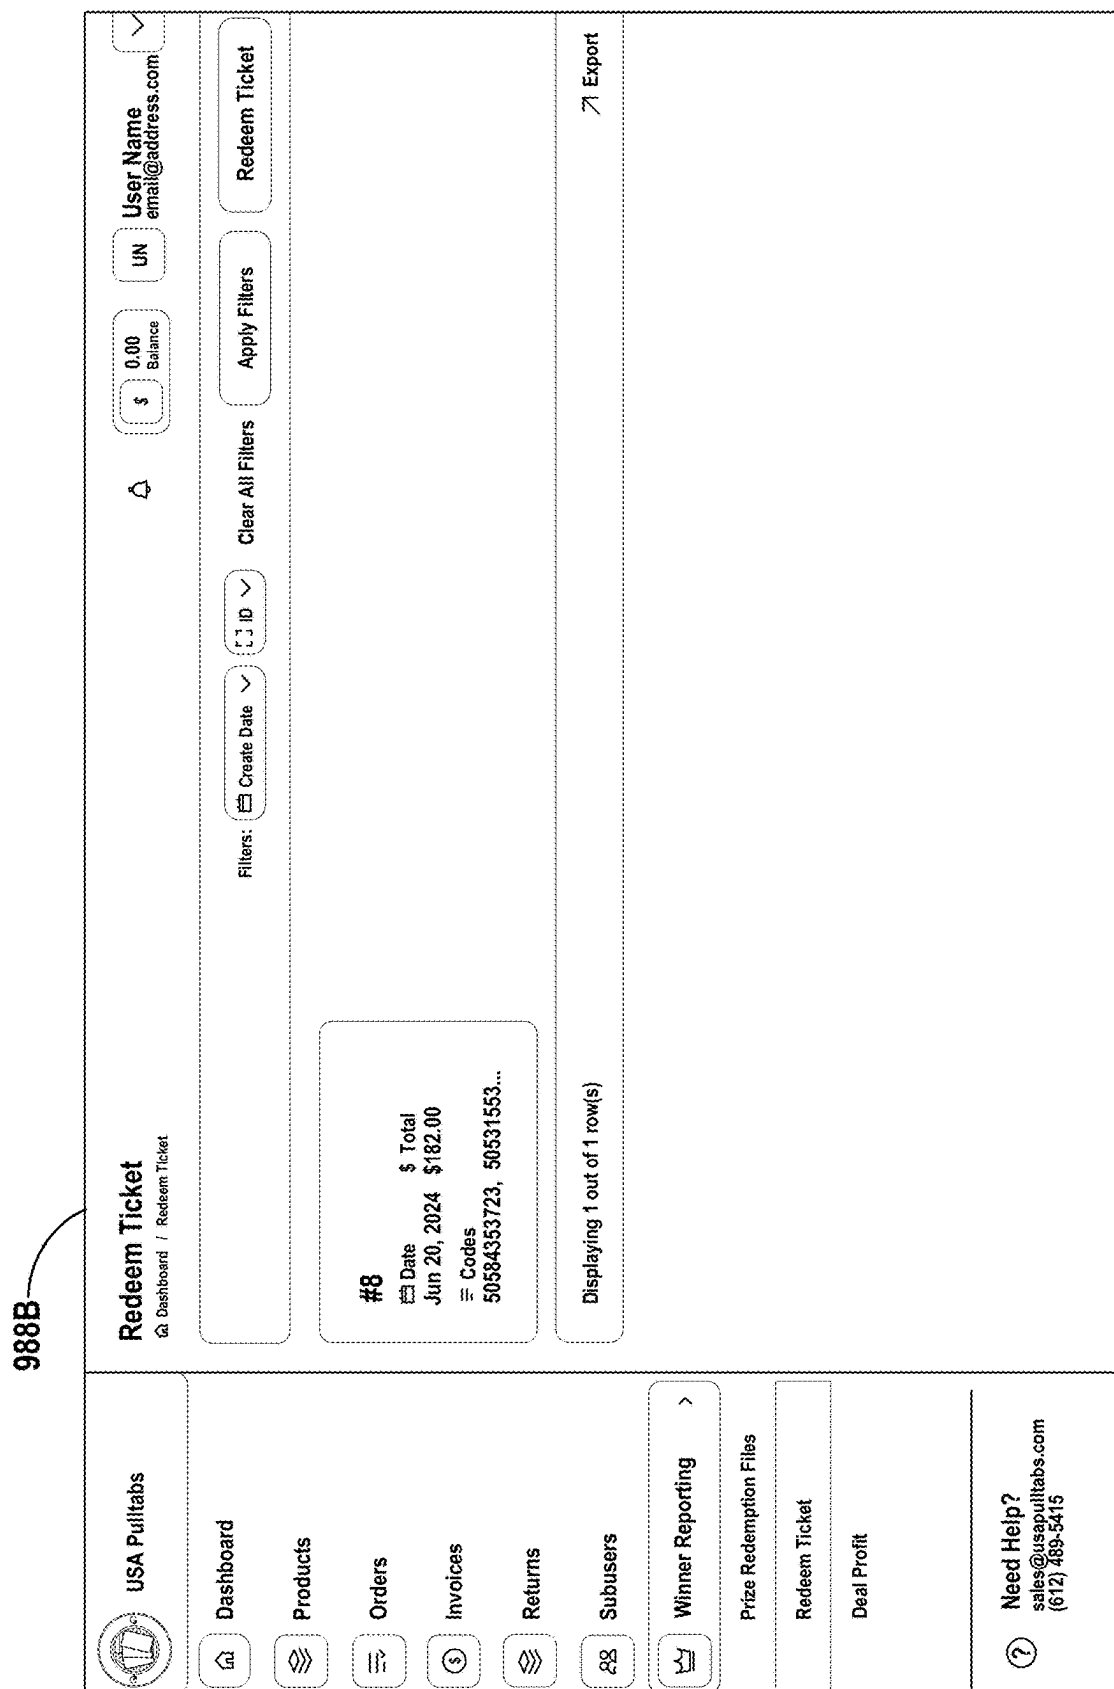 988B
USA Pulltabs
Dashboard
Products
Orders
$ Invoices
Returns
Subusers
Winner Reporting
Prize Redemption Files
Redeem Ticket
Deal Profit
? Need Help?
sales@usapulltabs.com
(612) 489-5415
Redeem Ticket
Dashboard / Redeem Ticket
$ 0.00
Balance
UN
User Name
email@address.com
Filters: Create Date ID Clear All Filters Apply Filters Redeem Ticket
#8
Date $ Total
Jun 20, 2024 $182.00
Codes
50584353723, 50531553...
Displaying 1 out of 1 row(s) Export